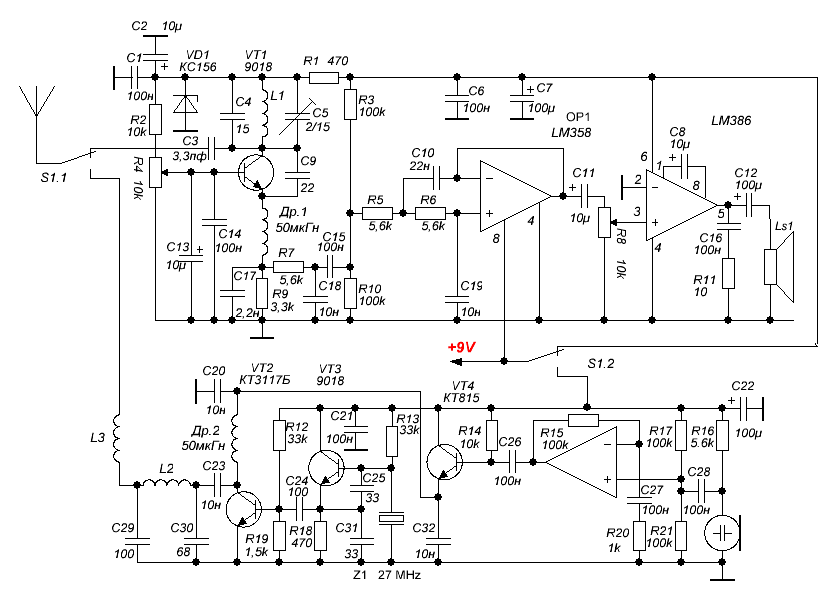 C2 10µ
C1
100н
VD1
КС156
VT1
9018
R1 470
R2
10k
C4
15
L1
C5
2/15
R3
100k
C6
100н
C7
100µ
OP1
LM358
LM386
C8
10µ
C3
3,3пф
S1.1
R4 10k
C9
22
C10
22н
C11
10µ
C12
100µ
6
1
8
2
3
5
4
8
4
R5
5,6k
R6
5,6k
R8 10k
C16
100н
Ls1
Др.1
50мкГн
C14
100н
C13
10µ
C15
100н
R7
5,6k
C17
2,2н
R9
3,3k
C18
10н
R10
100k
C19
10н
R11
10
+9V
S1.2
C20
10н
VT2
КТ3117Б
VT3
9018
VT4
КТ815
C22
100µ
L3
Др.2
50мкГн
R12
33k
C21
100н
R13
33k
R14
10k
C26
100н
R15
100k
R17
100k
R16
5.6k
L2
C23
10н
C24
100
C25
33
C27
100н
C28
100н
C29
100
C30
68
R19
1,5k
R18
470
C31
33
C32
10н
R20
1k
R21
100k
Z1 27 MHz